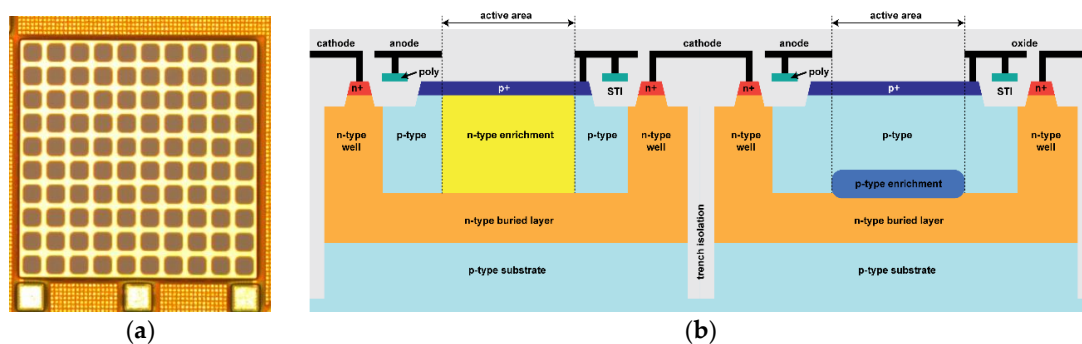 active area
active area
cathode
anode
cathode
anode
oxide
poly
poly
n+
p+
STI
n+
n+
p+
STI
n+
n-type well
p-type
n-type enrichment
p-type
n-type well
n-type well
p-type
n-type well
p-type enrichment
n-type buried layer
n-type buried layer
trench isolation
p-type substrate
p-type substrate
(a)
(b)